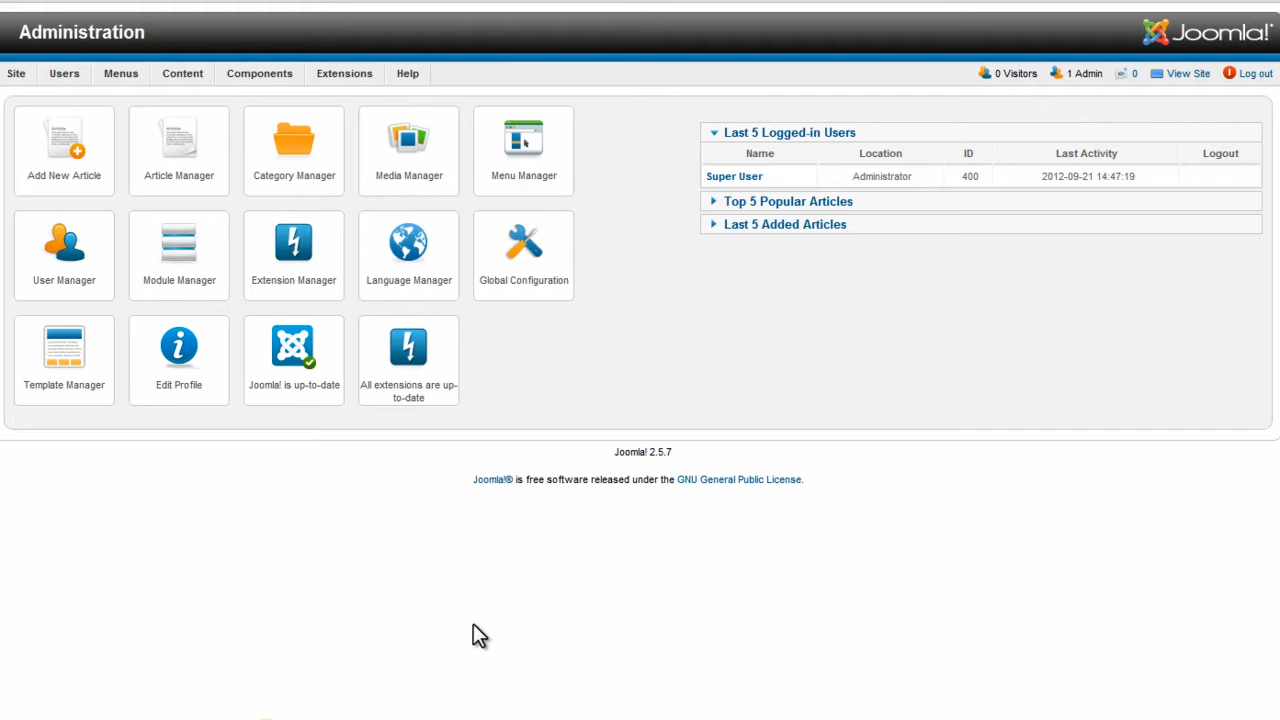 Administration
Joomla!®
Site Users Menus Content Components Extensions Help
0 Visitors 1 Admin 0 View Site Log out
Add New Article
Article Manager
Category Manager
Media Manager
Menu Manager
User Manager
Module Manager
Extension Manager
Language Manager
Global Configuration
Template Manager
Edit Profile
Joomla! is up-to-date
All extensions are up-
to-date
Last 5 Logged-in Users
Name Location ID Last Activity Logout
Super User Administrator 400 2012-09-21 14:47:19
Top 5 Popular Articles
Last 5 Added Articles
Joomla! 2.5.7
Joomla!® is free software released under the GNU General Public License.